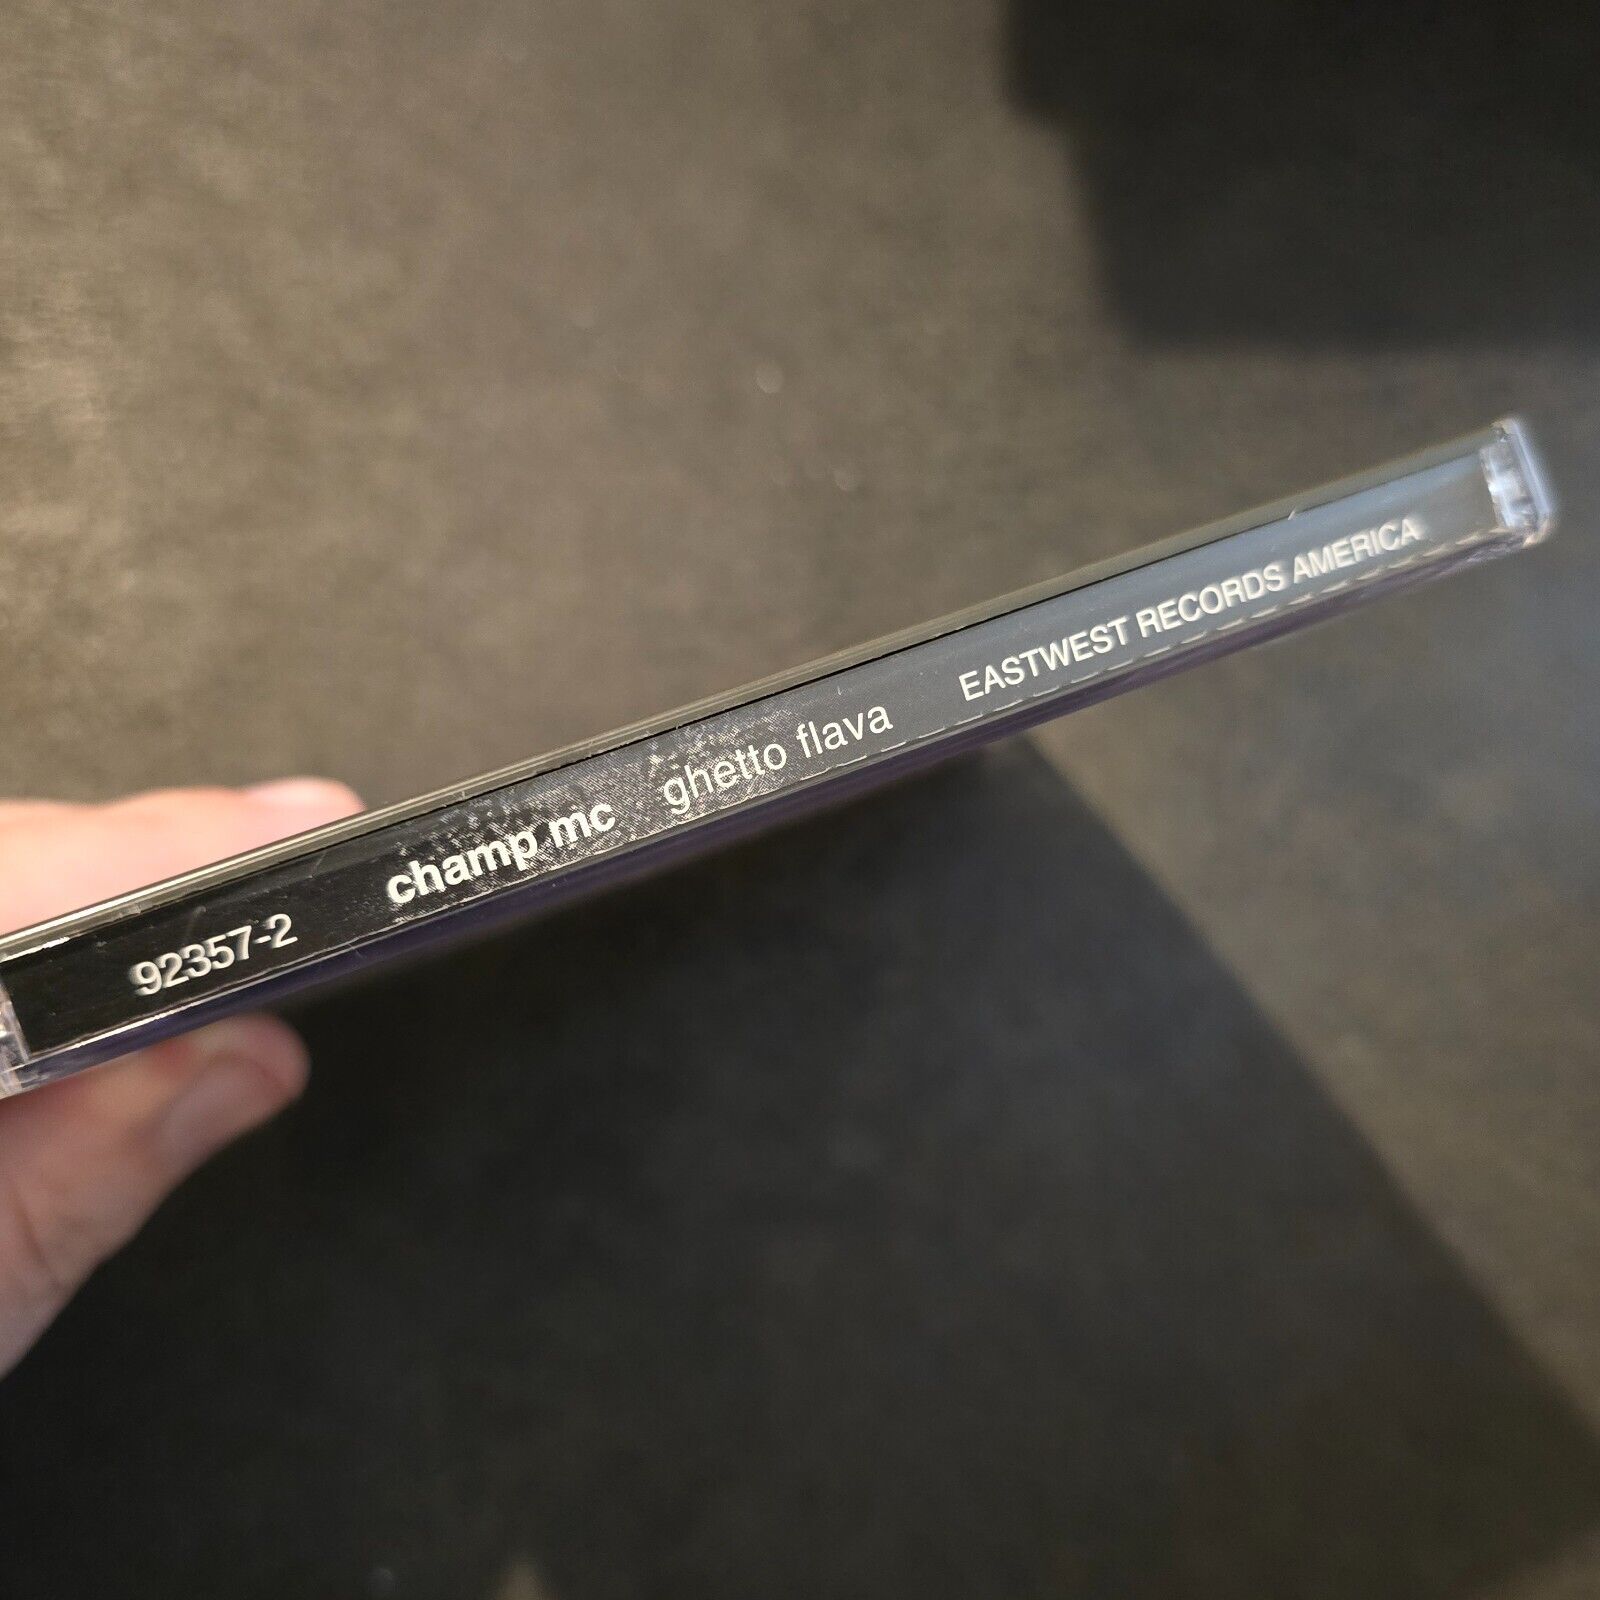 92357-2 champ mc ghetto flava EASTWEST RECORDS AMERICA